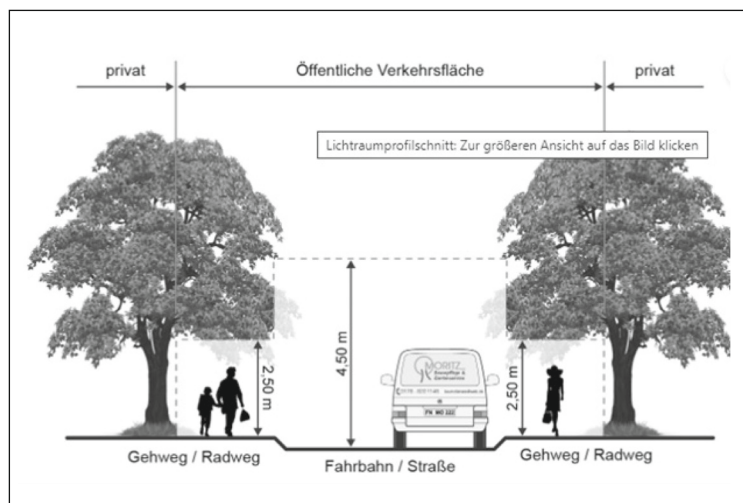 privat
Öffentliche Verkehrsfläche
privat
Lichtraumprofilschnitt: Zur größeren Ansicht auf das Bild klicken
2,50 m
4,50 m
MORITZ
2,50 m
Gehweg / Radweg
Fahrbahn / Straße
Gehweg / Radweg